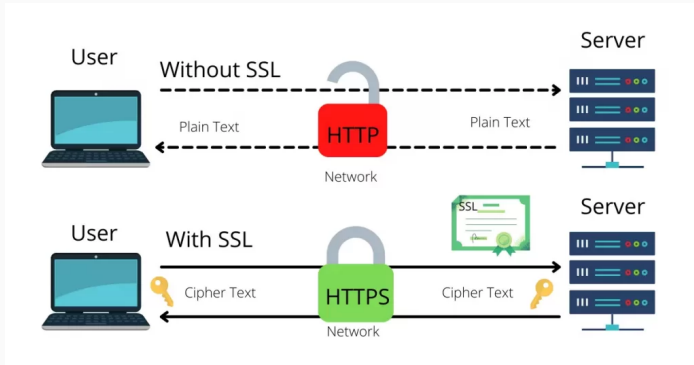 User
Server
Without SSL
Plain Text
HTTP
Plain Text
Network
User
Server
With SSL
SSL
Cipher Text
HTTPS
Cipher Text
Network